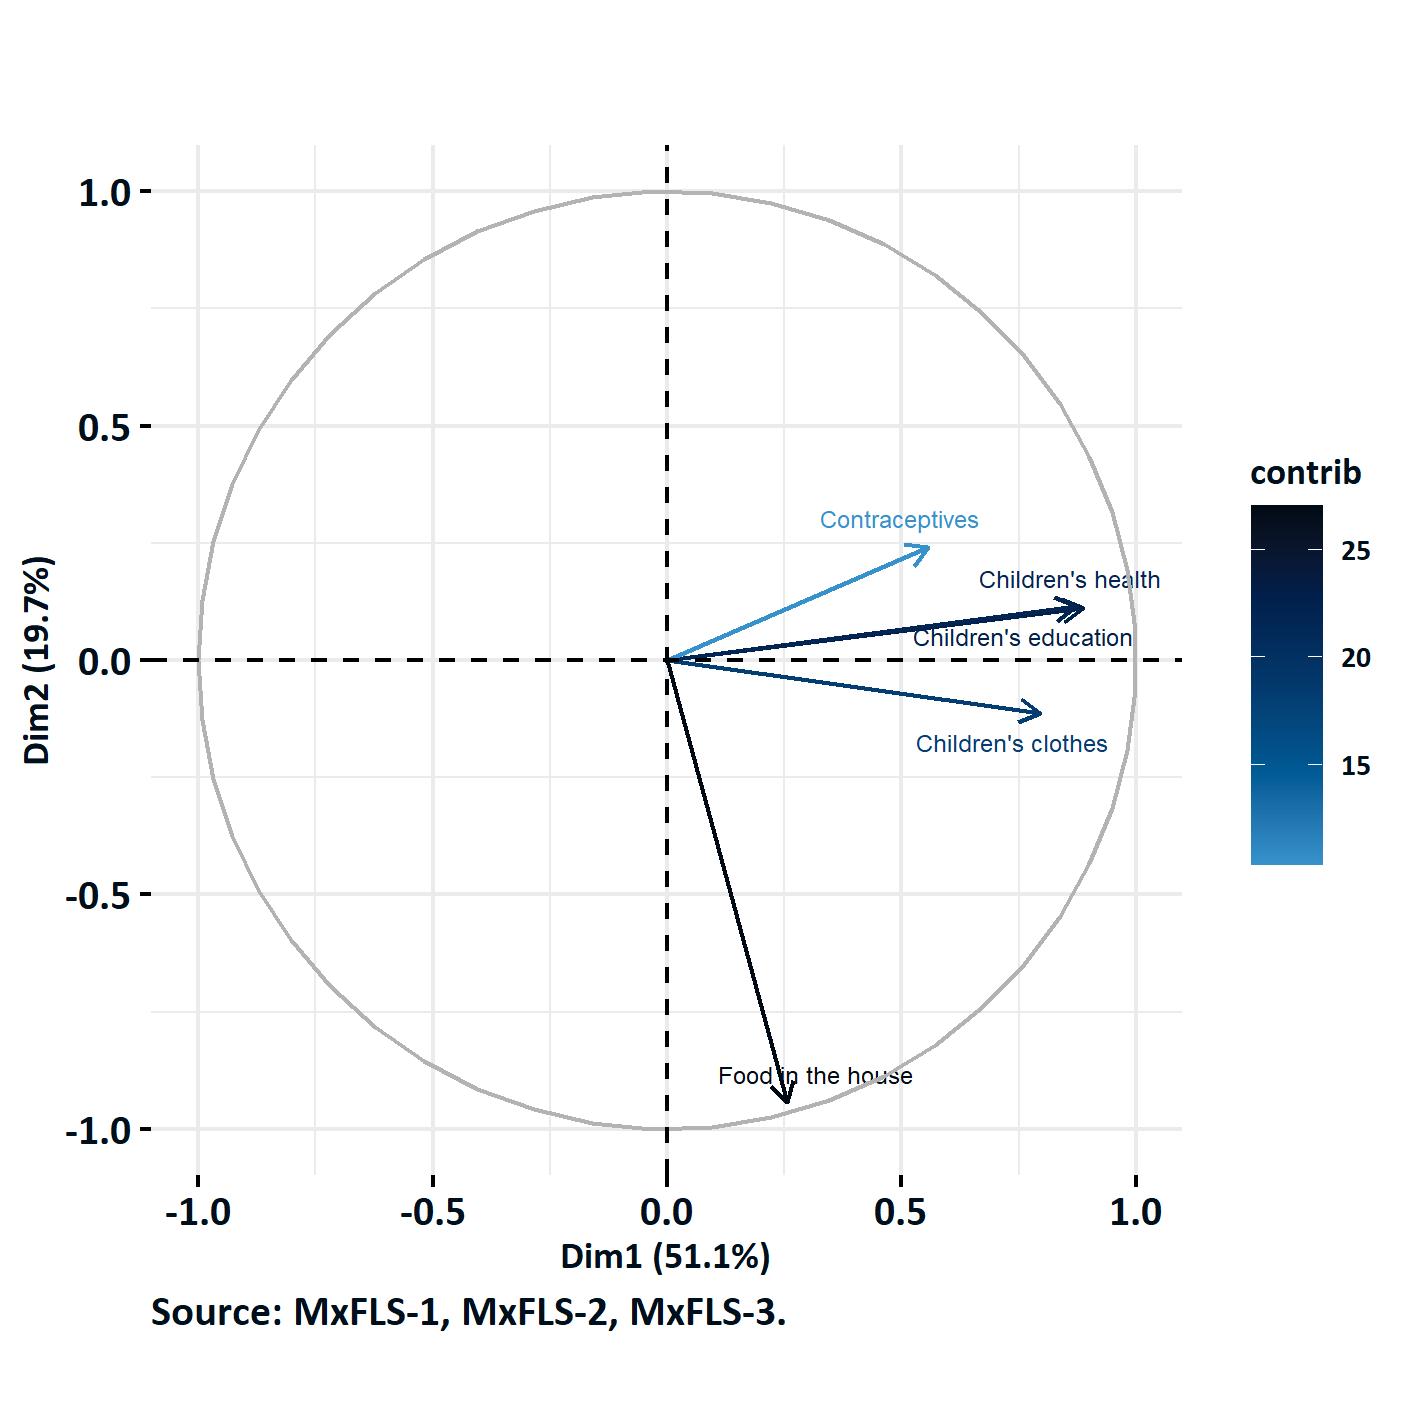 1.0
0.5
0.0
-0.5
-1.0
Dim2 (19.7%)
Contraceptives
Children's health
Children's education
Children's clothes
Food in the house
-1.0 -0.5 0.0 0.5 1.0
Dim1 (51.1%)
Source: MxFLS-1, MxFLS-2, MxFLS-3.
contrib
25
20
15